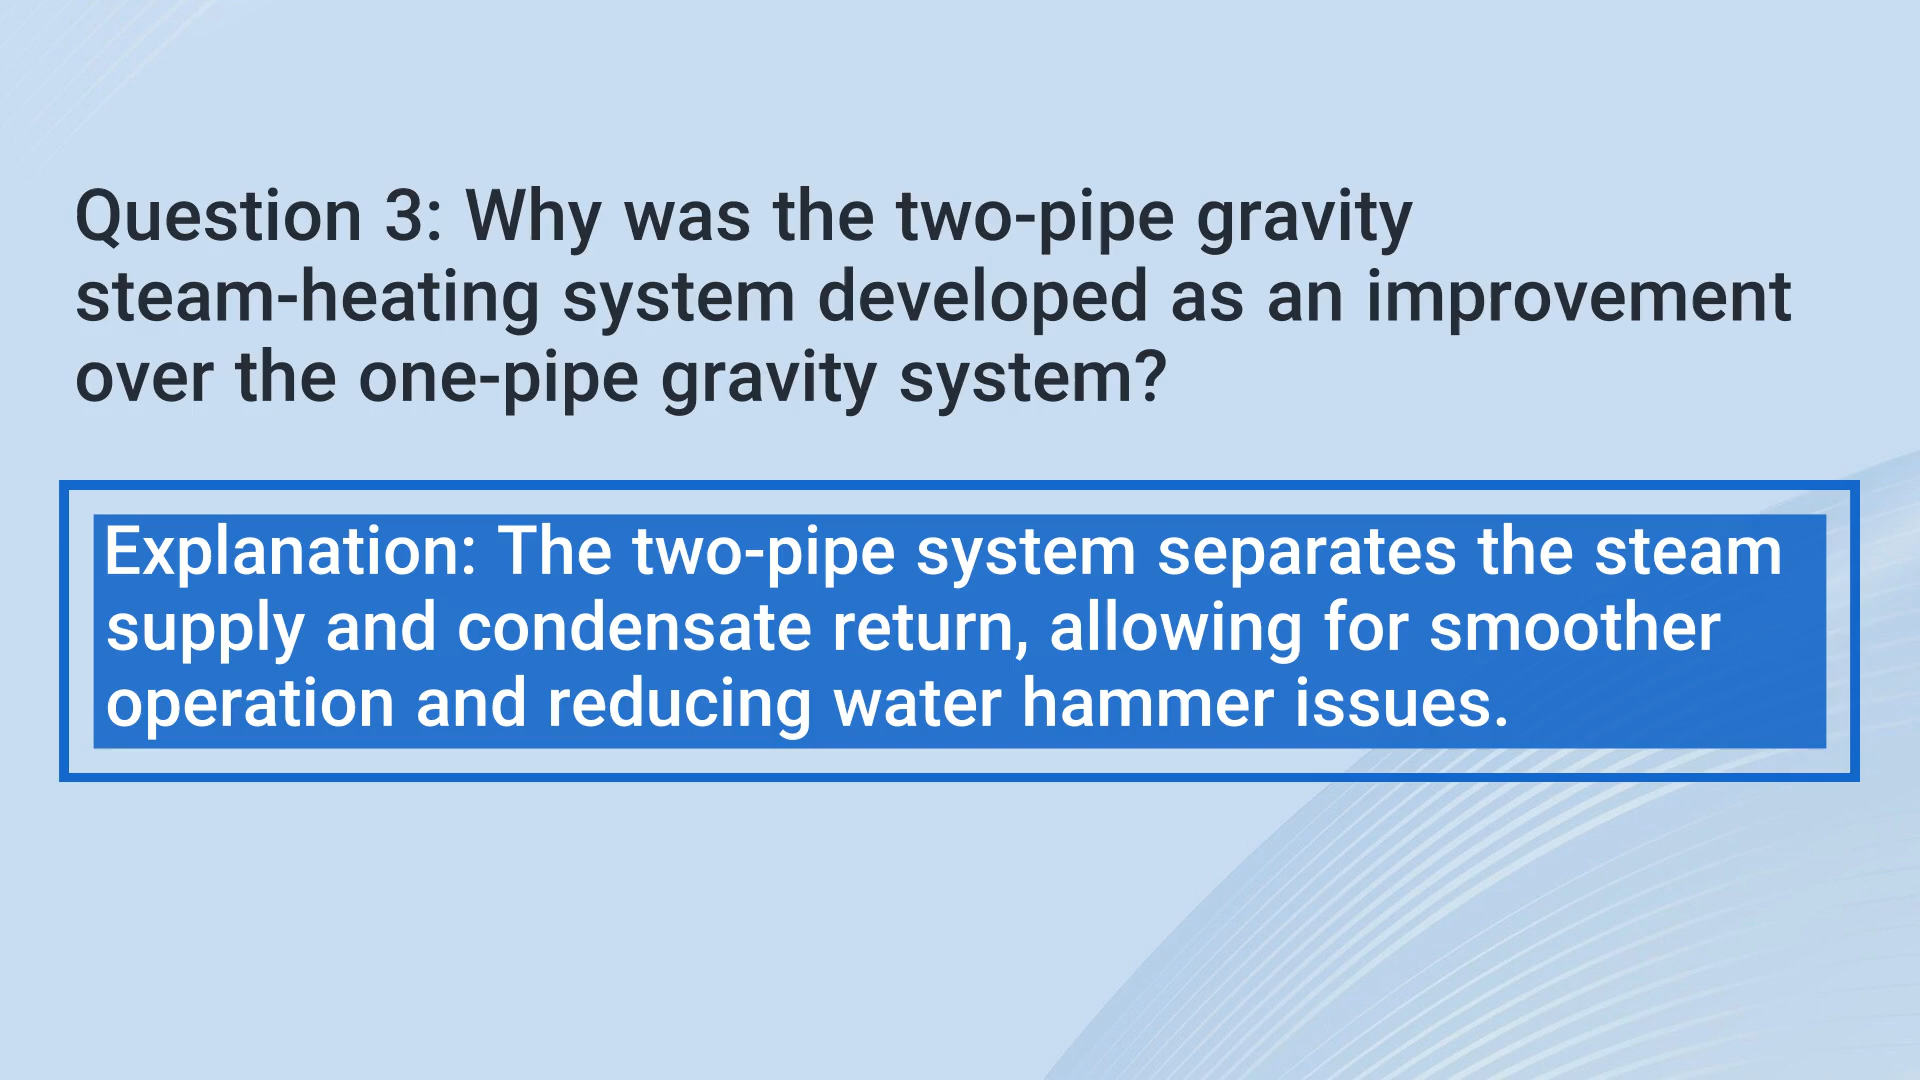 Question 3: Why was the two-pipe gravity
steam-heating system developed as an improvement
over the one-pipe gravity system?
Explanation: The two-pipe system separates the steam
supply and condensate return, allowing for smoother
operation and reducing water hammer issues.